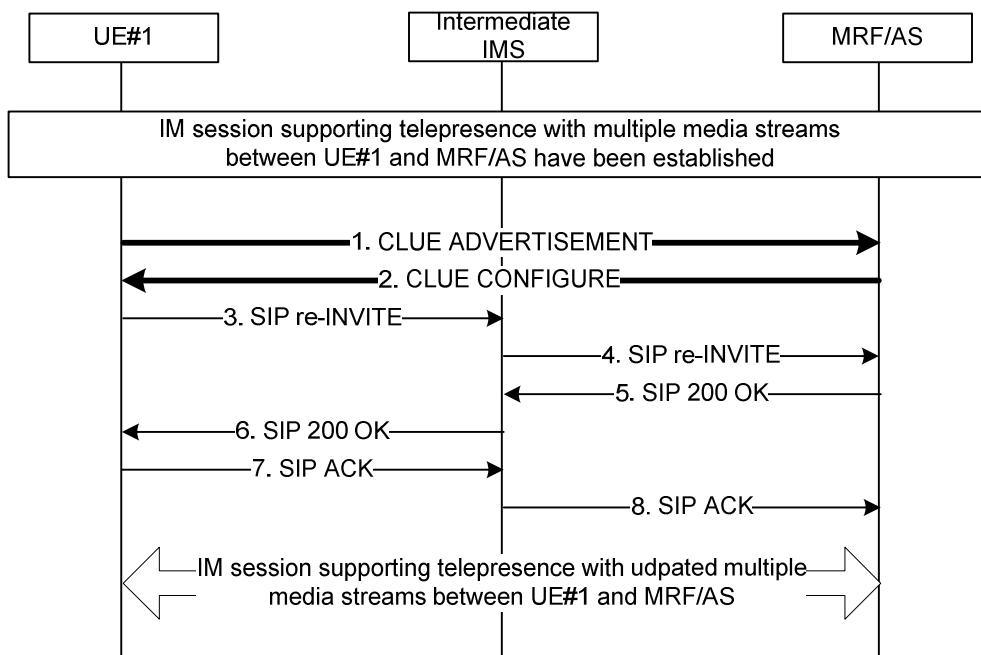 UE#1
Intermediate
IMS
MRF/AS
IM session supporting telepresence with multiple media streams
between UE#1 and MRF/AS have been established
1. CLUE ADVERTISEMENT
2. CLUE CONFIGURE
3. SIP re-INVITE
4. SIP re-INVITE
5. SIP 200 OK
6. SIP 200 OK
7. SIP ACK
8. SIP ACK
IM session supporting telepresence with udpated multiple
media streams between UE#1 and MRF/AS